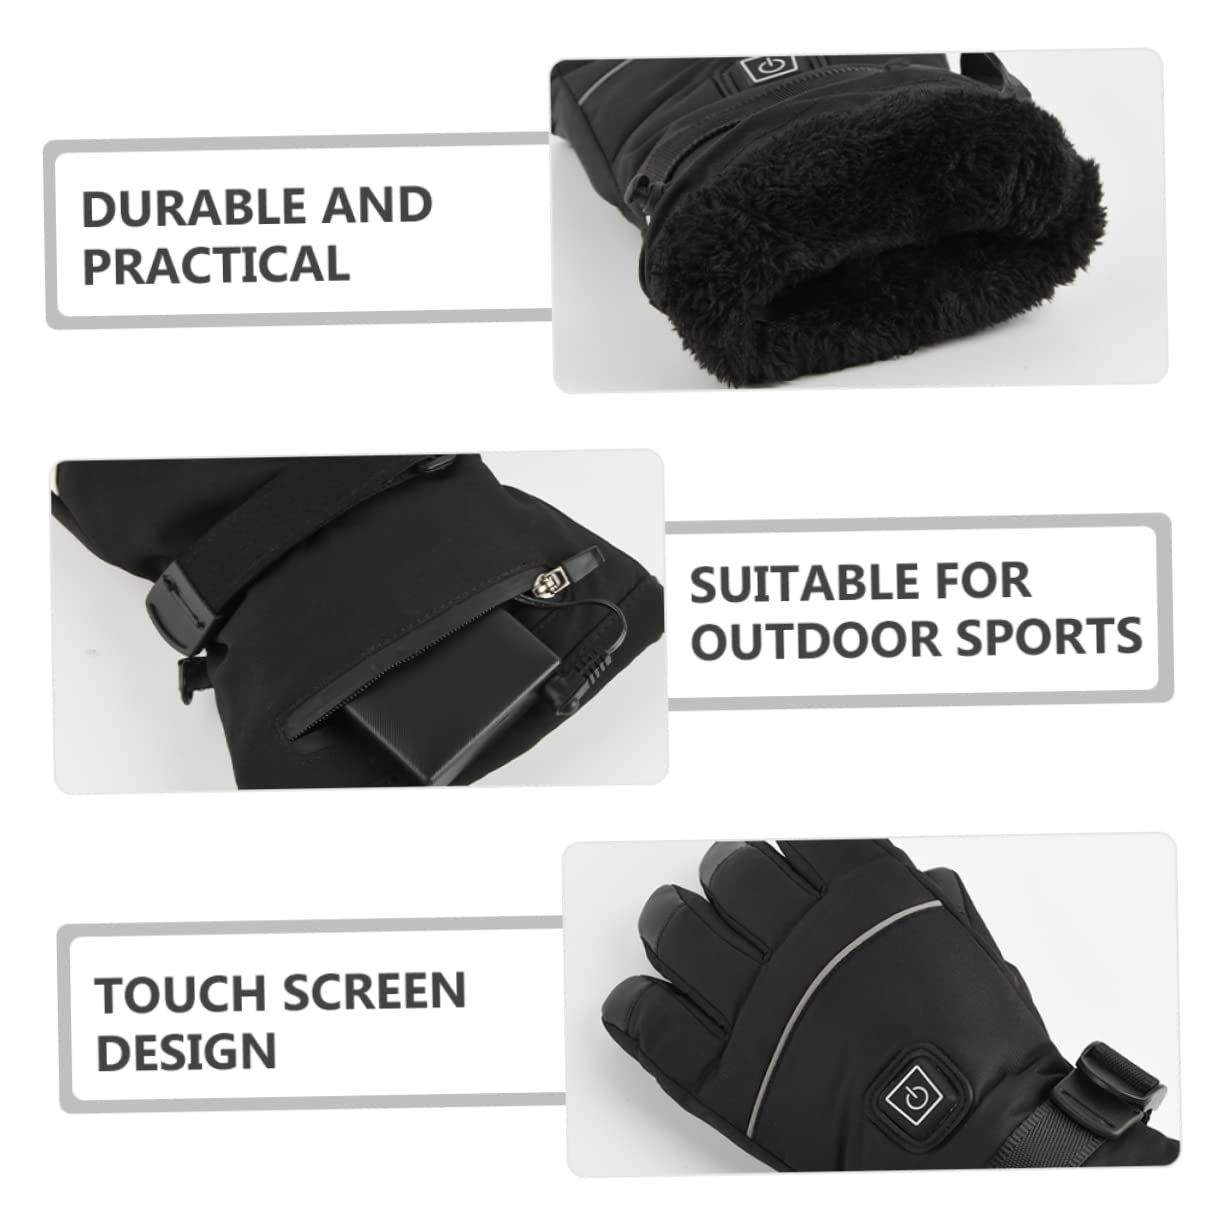 DURABLE AND
PRACTICAL
SUITABLE FOR
OUTDOOR SPORTS
TOUCH SCREEN
DESIGN